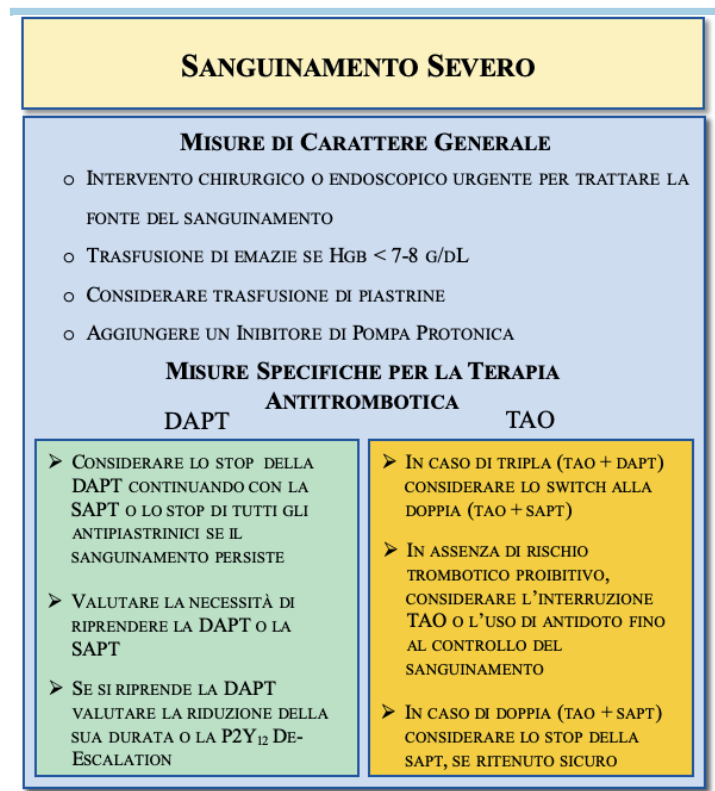 SANGUINAMENTO SEVERO
MISURE DI CARATTERE GENERALE
o INTERVENTO CHIRURGICO O ENDOSCOPICO URGENTE PER TRATTARE LA
FONTE DEL SANGUINAMENTO
o TRASFUSIONE DI EMAZIE SE HGB < 7-8 G/DL
o CONSIDERARE TRASFUSIONE DI PIASTRINE
o AGGIUNGERE UN INIBITORE DI POMPA PROTONICA
MISURE SPECIFICHE PER LA TERAPIA
ANTITROMBOTICA
DAPT
➢ CONSIDERARE LO STOP DELLA
DAPT CONTINUANDO CON LA
SAPT O LO STOP DI TUTTI GLI
ANTIPIASTRINICI SE IL
SANGUINAMENTO PERSISTE
➢ VALUTARE LA NECESSITÀ DI
RIPRENDERE LA DAPT O LA
SAPT
➢ SE SI RIPRENDE LA DAPT
VALUTARE LA RIDUZIONE DELLA
SUA DURATA O LA P2Y₁₂ DE-
ESCALATION
TAO
➢ IN CASO DI TRIPLA (TAO + DAPT)
CONSIDERARE LO SWITCH ALLA
DOPPIA (TAO + SAPT)
➢ IN ASSENZA DI RISCHIO
TROMBOTICO PROIBITIVO,
CONSIDERARE L'INTERRUZIONE
TAO O L'USO DI ANTIDOTO FINO
AL CONTROLLO DEL
SANGUINAMENTO
➢ IN CASO DI DOPPIA (TAO + SAPT)
CONSIDERARE LO STOP DELLA
SAPT, SE RITENUTO SICURO